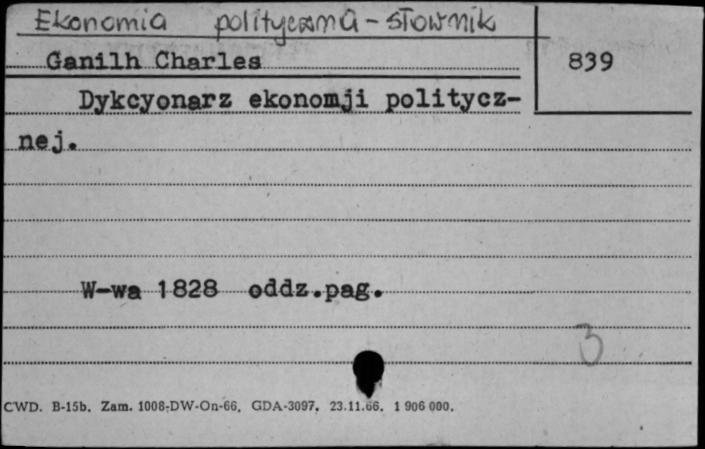 Ekonomia polityczna - słownik
Ganilh Charles 839
Dykcyonarz ekonomji politycz-
nej.
W-wa 1828 oddz.pag.
3
CWD. B-15b. Zam. 1008-DW-On-66. GDA-3097. 23.11.66. 1 906 000.